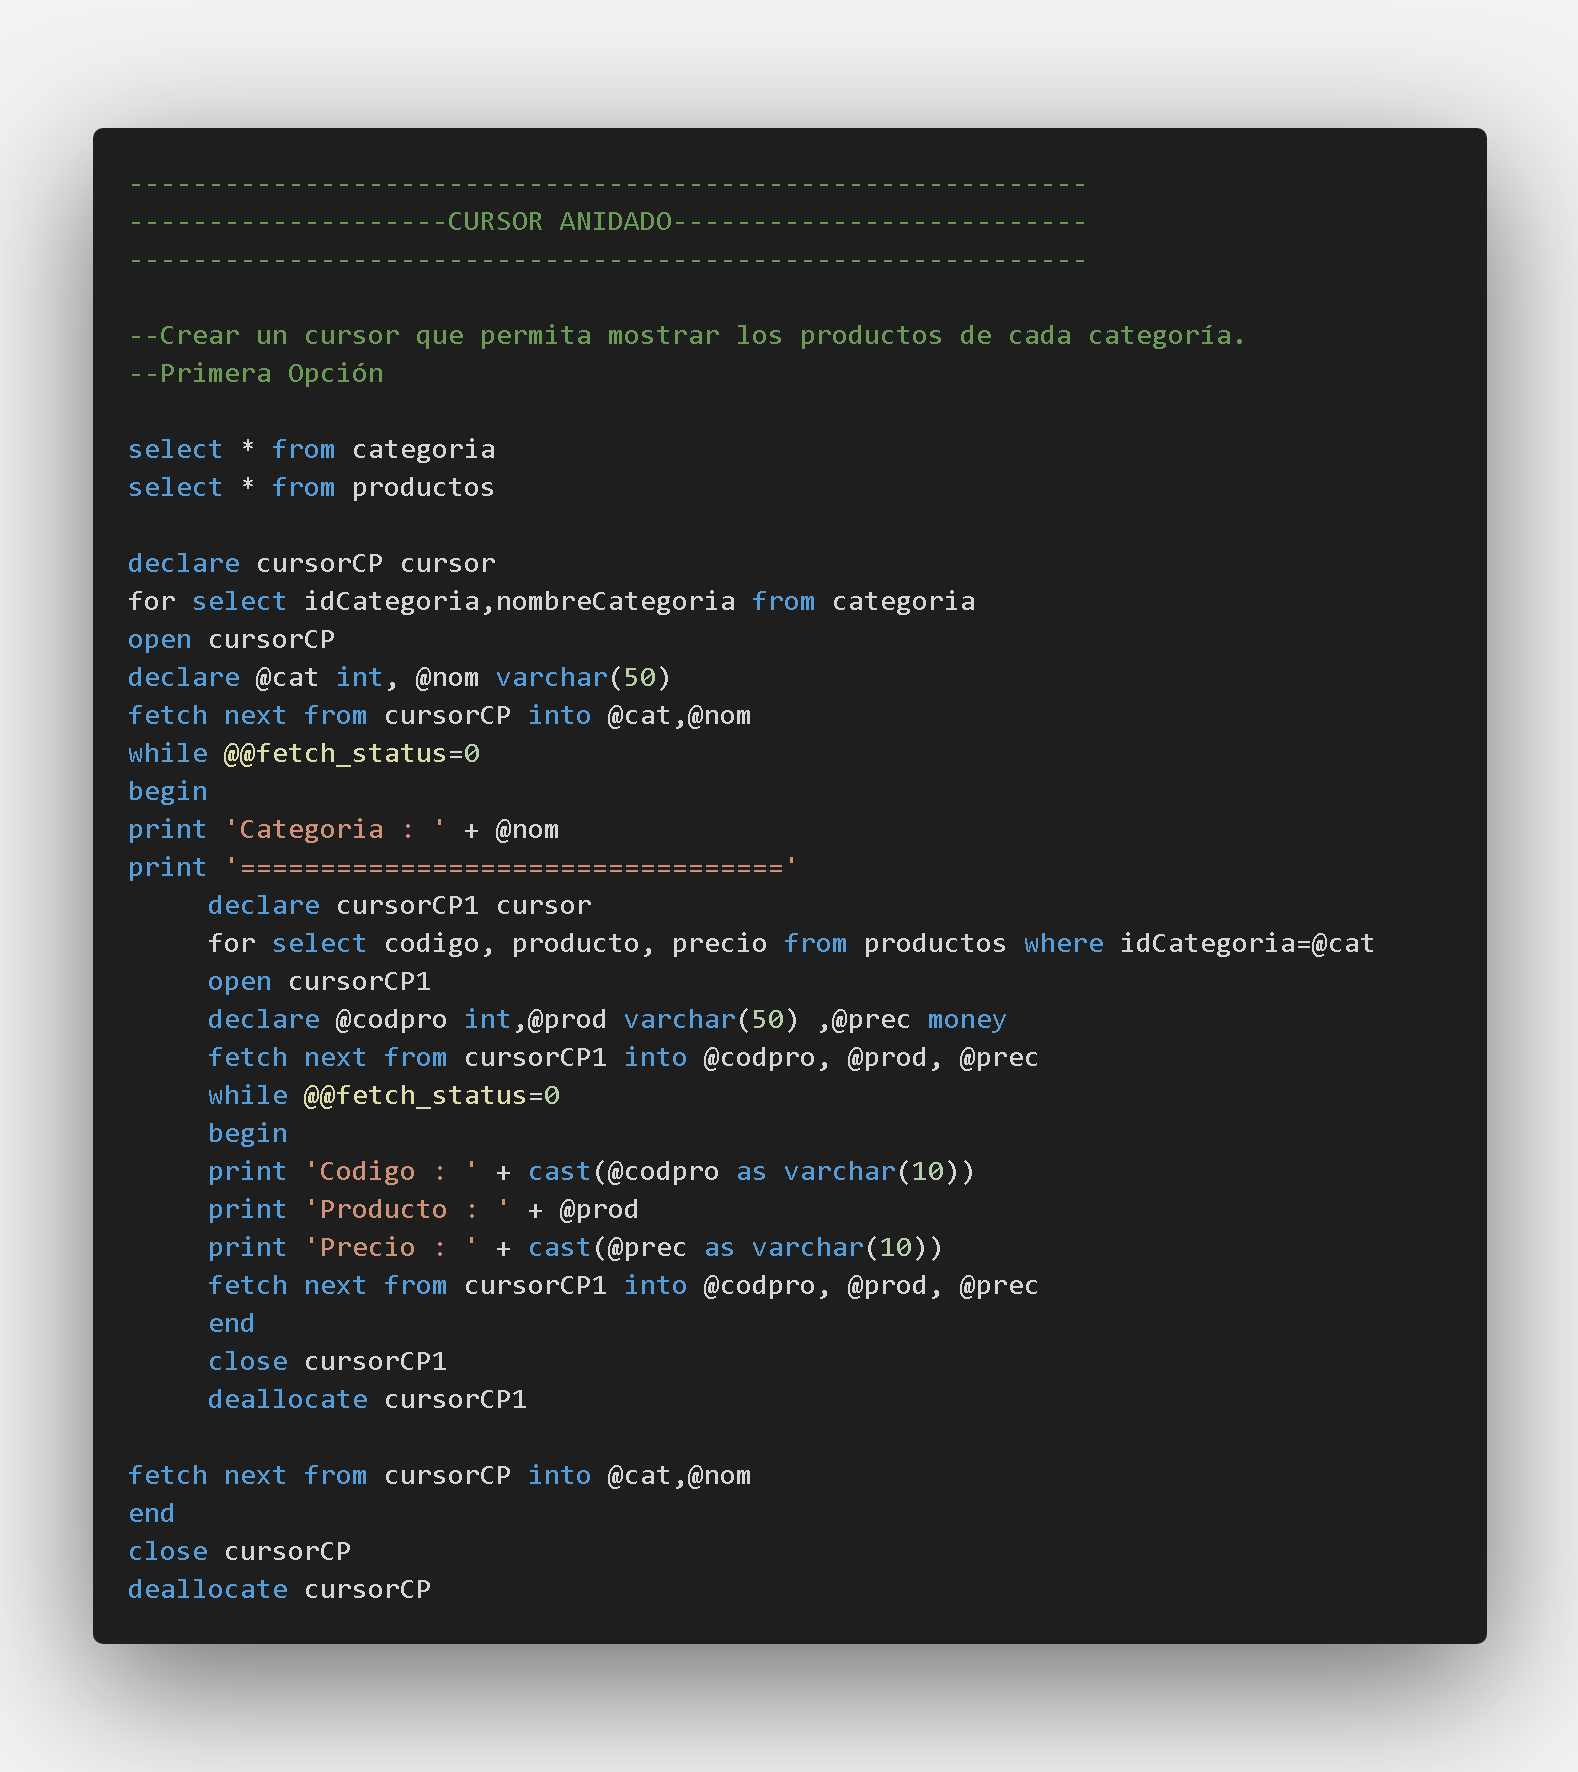 ------------------------------------------------------------
--------------------CURSOR ANIDADO--------------------------
------------------------------------------------------------
--Crear un cursor que permita mostrar los productos de cada categoría.
--Primera Opción
select * from categoria
select * from productos
declare cursorCP cursor
for select idCategoria,nombreCategoria from categoria
open cursorCP
declare @cat int, @nom varchar(50)
fetch next from cursorCP into @cat,@nom
while @@fetch_status=0
begin
print 'Categoria : ' + @nom
print '=================================='
declare cursorCP1 cursor
for select codigo, producto, precio from productos where idCategoria=@cat
open cursorCP1
declare @codpro int,@prod varchar(50) ,@prec money
fetch next from cursorCP1 into @codpro, @prod, @prec
while @@fetch_status=0
begin
print 'Codigo : ' + cast(@codpro as varchar(10))
print 'Producto : ' + @prod
print 'Precio : ' + cast(@prec as varchar(10))
fetch next from cursorCP1 into @codpro, @prod, @prec
end
close cursorCP1
deallocate cursorCP1
fetch next from cursorCP into @cat,@nom
end
close cursorCP
deallocate cursorCP